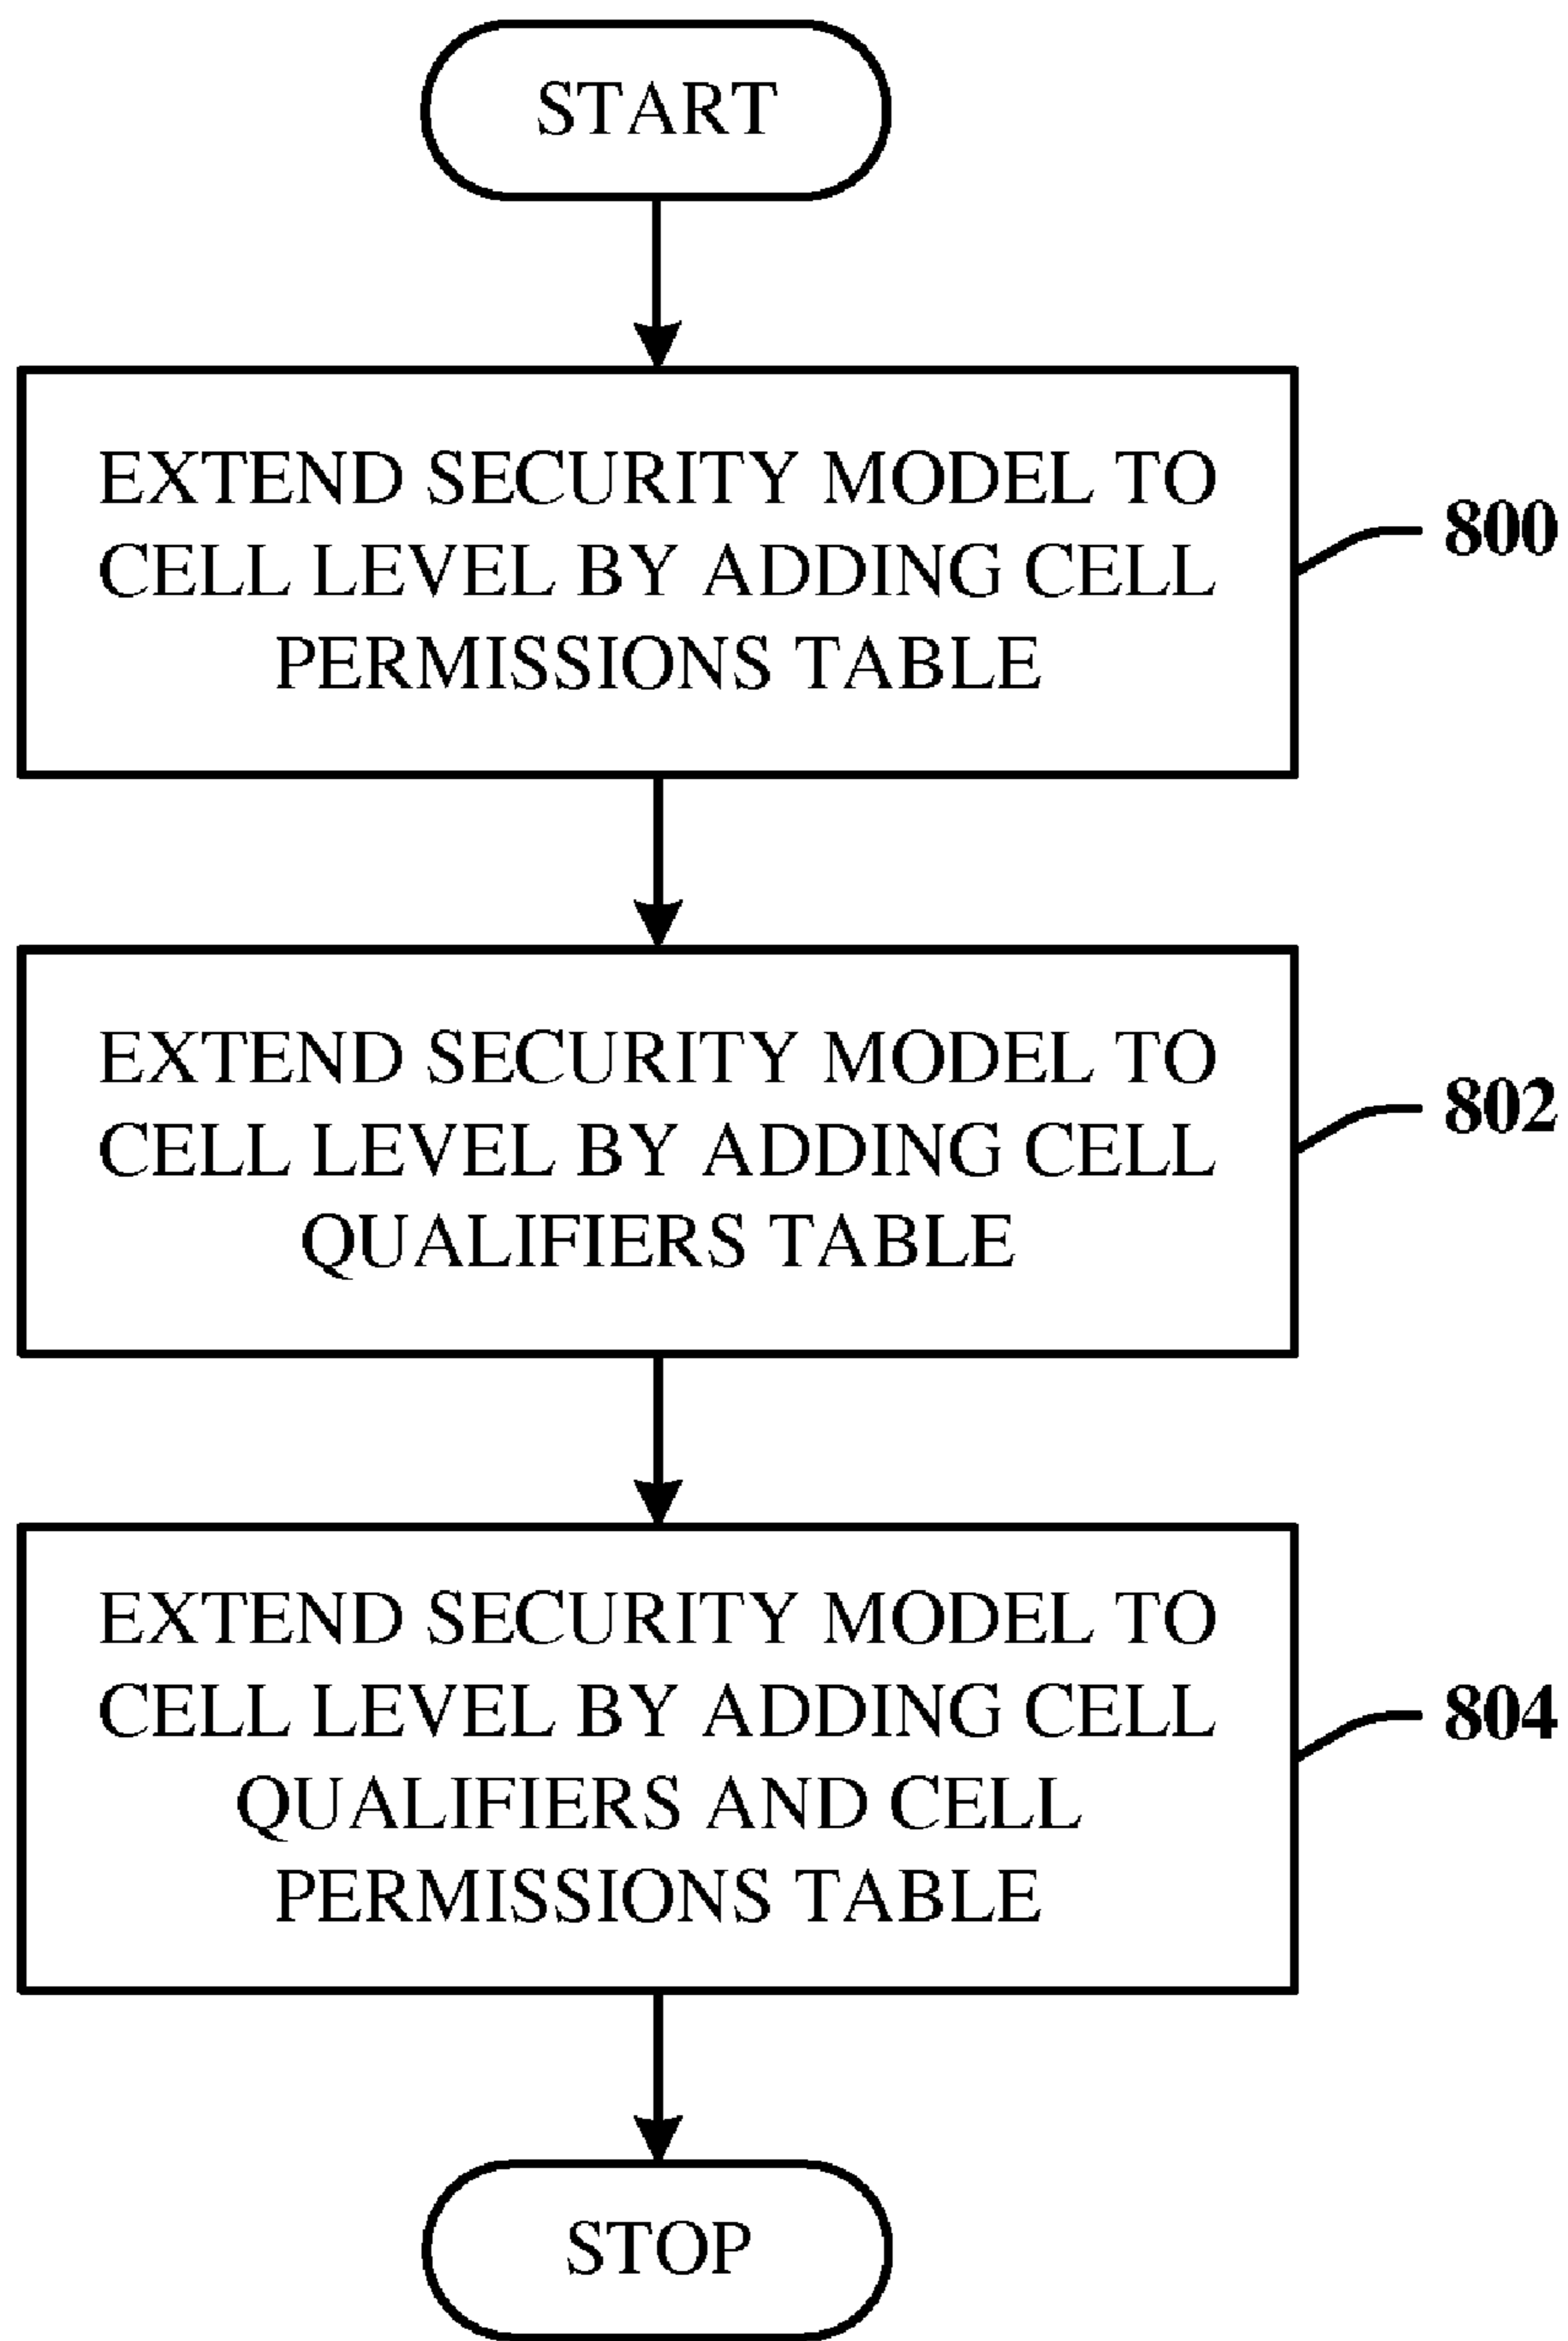 START
EXTEND SECURITY MODEL TO
CELL LEVEL BY ADDING CELL
PERMISSIONS TABLE
800
EXTEND SECURITY MODEL TO
CELL LEVEL BY ADDING CELL
QUALIFIERS TABLE
802
EXTEND SECURITY MODEL TO
CELL LEVEL BY ADDING CELL
QUALIFIERS AND CELL
PERMISSIONS TABLE
804
STOP